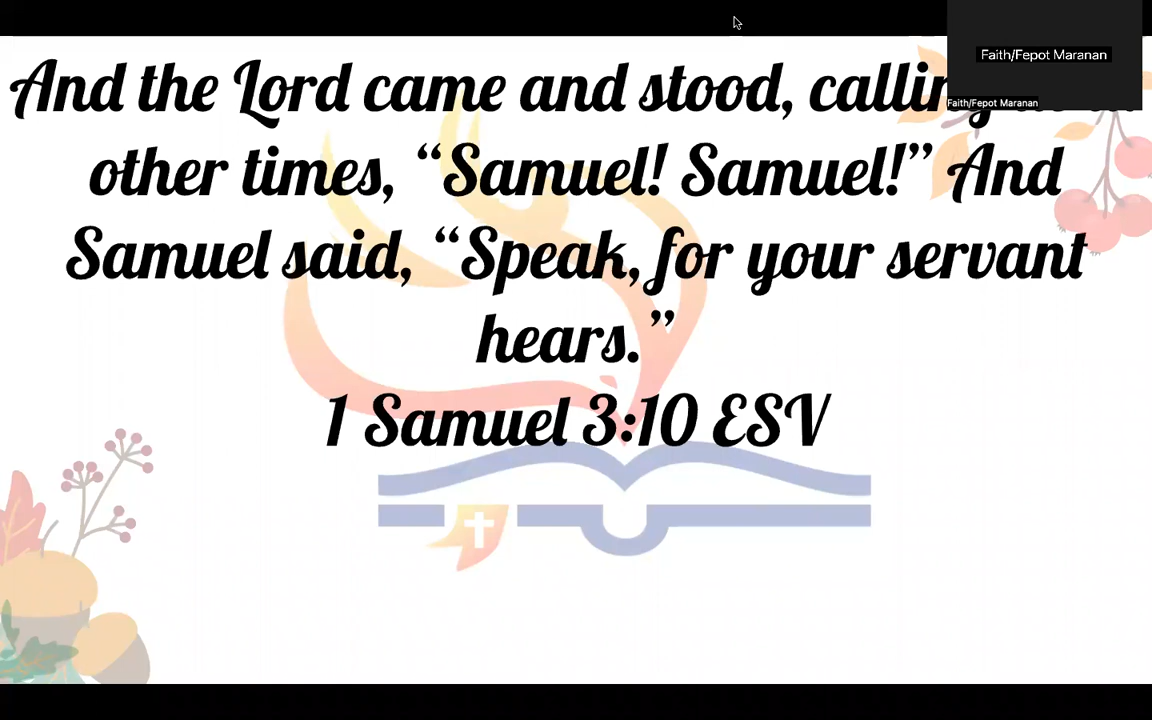 And the Lord came and stood,
other times, “Samuel! Samuel!” And
Samuel said, “Speak, for your servant
hears.”
1 Samuel 3:10 ESV
Faith/Fepot Maranan
Faith/Fepot Maranan